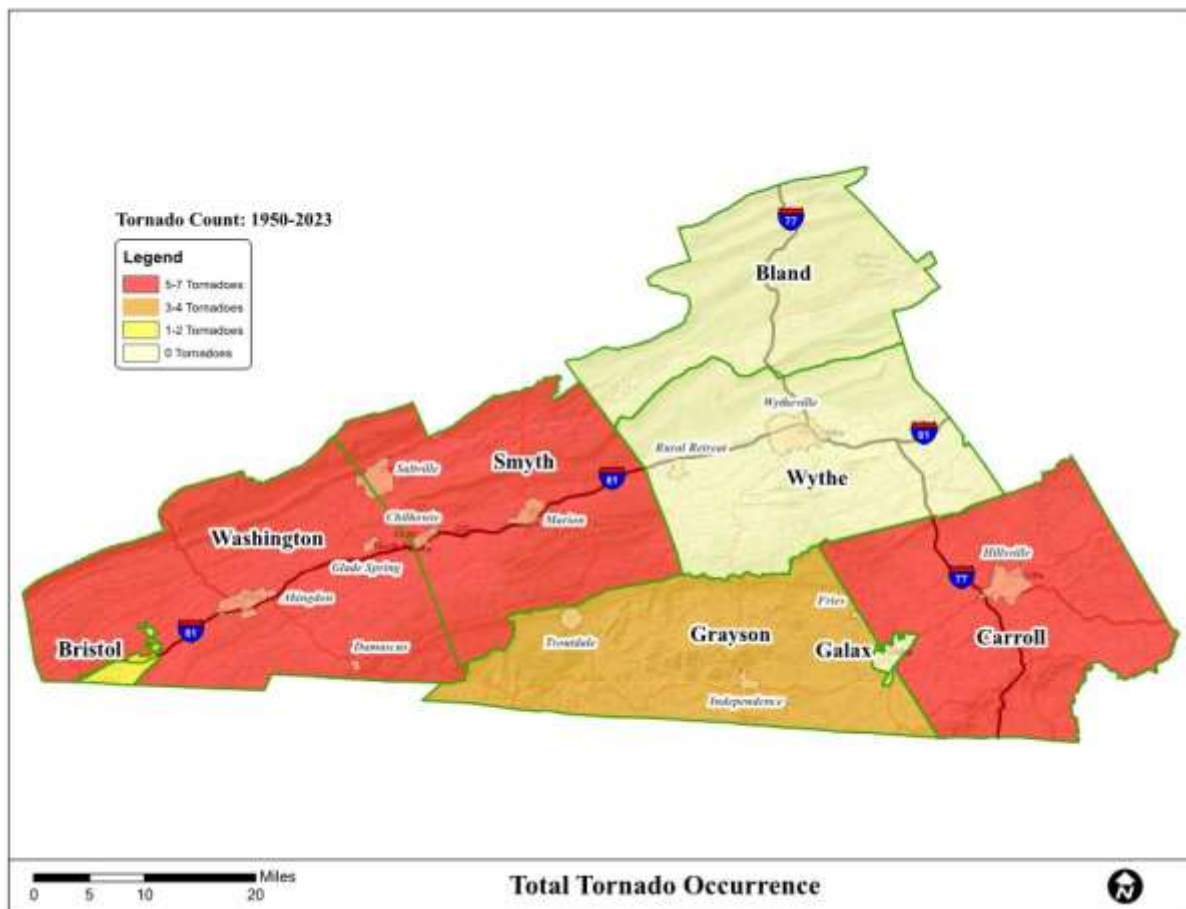 Tornado Count: 1950-2023
Legend
5-7 Tornadoes
3-4 Tornadoes
1-2 Tornadoes
0 Tornadoes
77
Bland
Wytheville
81
Rural Retreat
Wythe
Smyth
81
Saltville
Chilhowie
Marion
Washington
Glade Spring
Abingdon
81
Bristol
Damascus
Hillsville
77
Carroll
Fries
Galax
Grayson
Troutdale
Independence
Miles
0 5 10 20
Total Tornado Occurrence
N